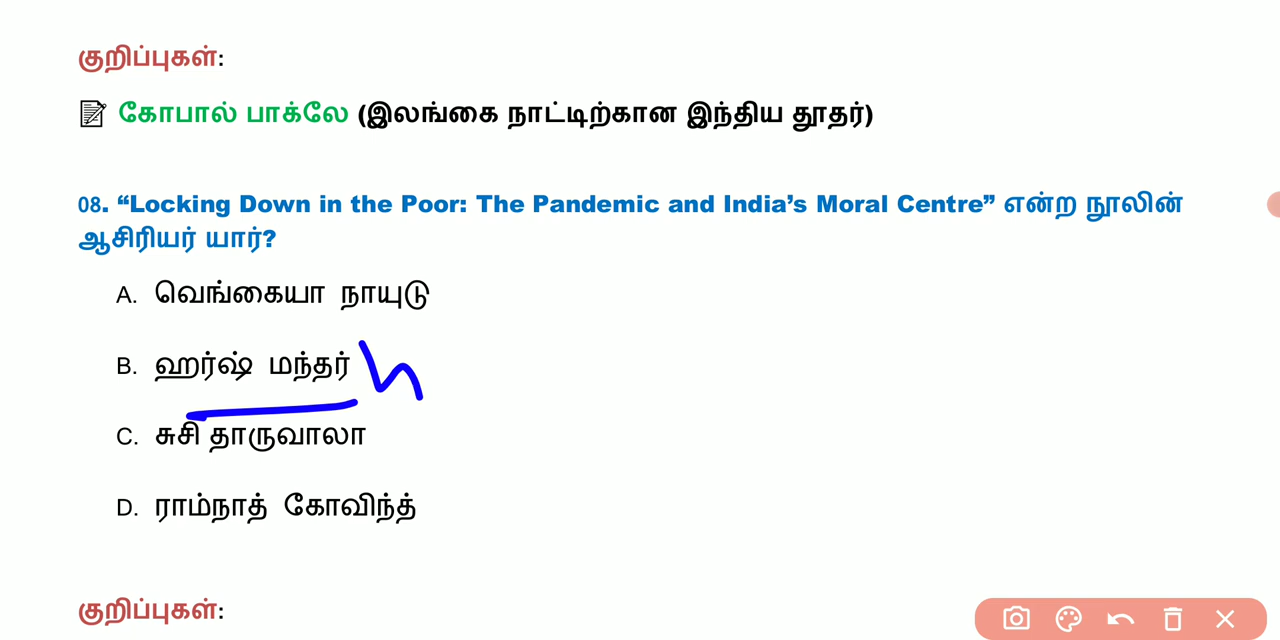 குறிப்புகள்:
கோபால் பாக்லே (இலங்கை நாட்டிற்கான இந்திய தூதர்)
08. “Locking Down in the Poor: The Pandemic and India’s Moral Centre” என்ற நூலின்
ஆசிரியர் யார்?
A. வெங்கையா நாயுடு
B. ஹர்ஷ் மந்தர்
C. சுசி தாருவாலா
D. ராம்நாத் கோவிந்த்
குறிப்புகள்: